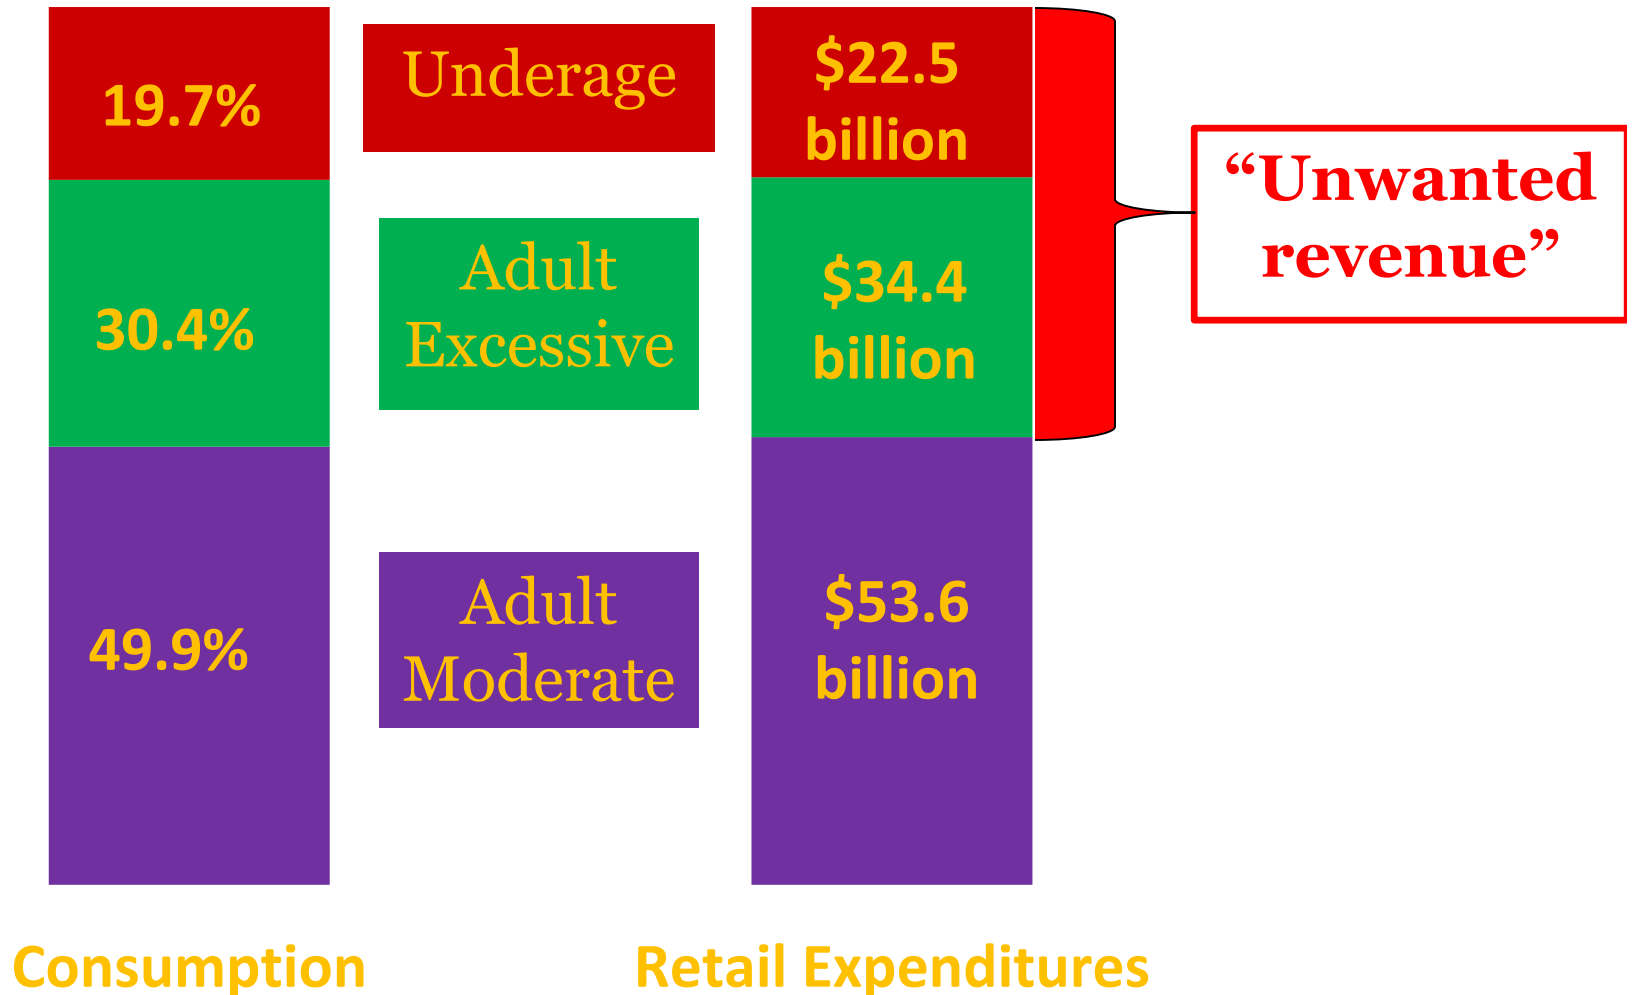 19.7%
Underage
$22.5
billion
“Unwanted
revenue”
30.4%
Adult
Excessive
$34.4
billion
49.9%
Adult
Moderate
$53.6
billion
Consumption
Retail Expenditures